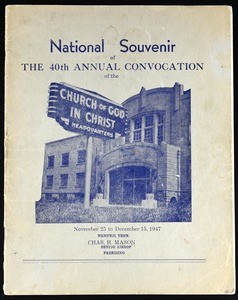 National Souvenir
of
THE 40th ANNUAL CONVOCATION
of the
CHURCH OF GOD
IN CHRIST
HEADQUARTERS
November 25 to December 15, 1947
MEMPHIS TENN.
CHAS. H. MASON
SENIOR BISHOP
PRESIDING